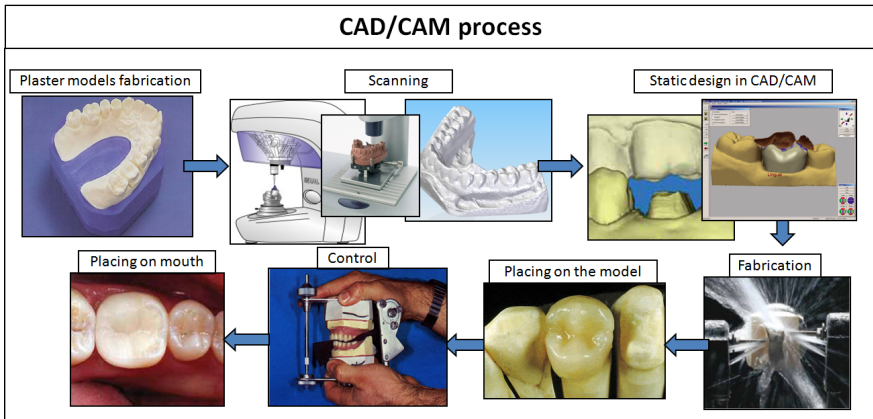 CAD/CAM process
Plaster models fabrication
Scanning
Static design in CAD/CAM
Fabrication
Placing on the model
Control
Placing on mouth